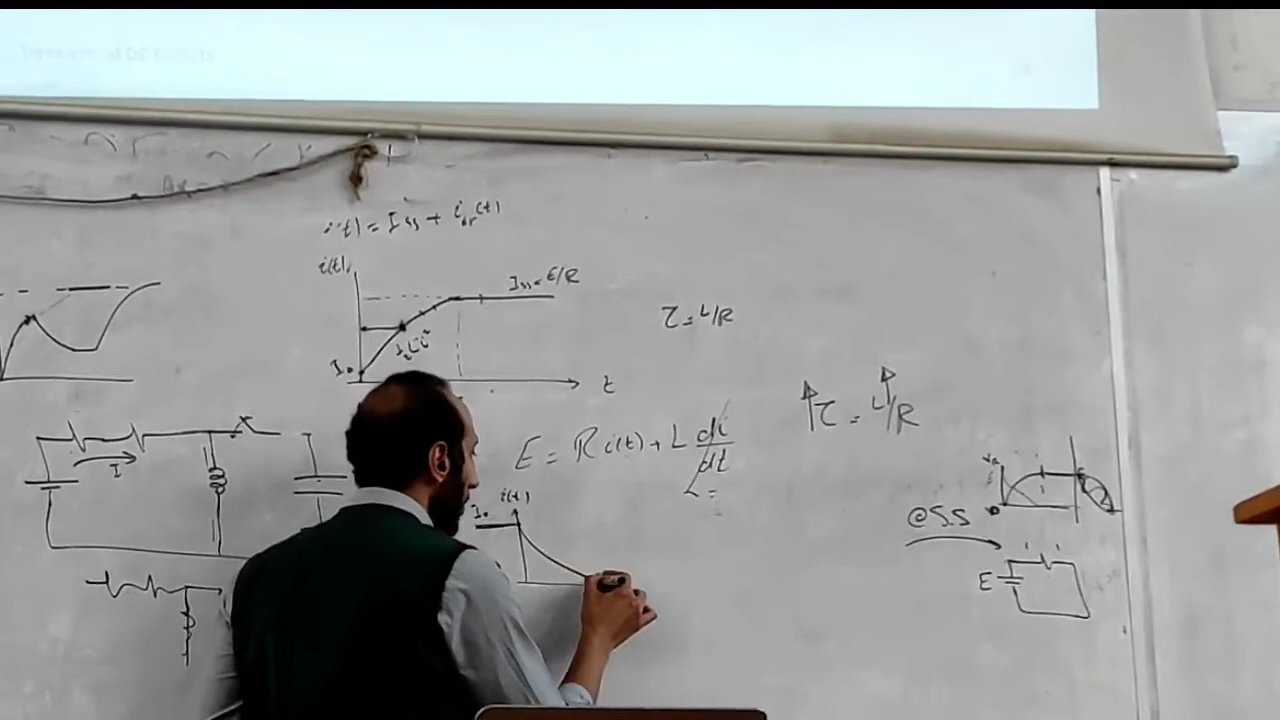 i(t) = Iss + itr(t)
i(t)
Iss = E/R
I₀
t
τ = L/R
τ = L/R
E = R i(t) + L di/dt
L =
I
i(t)
I₀
@ S.S
E